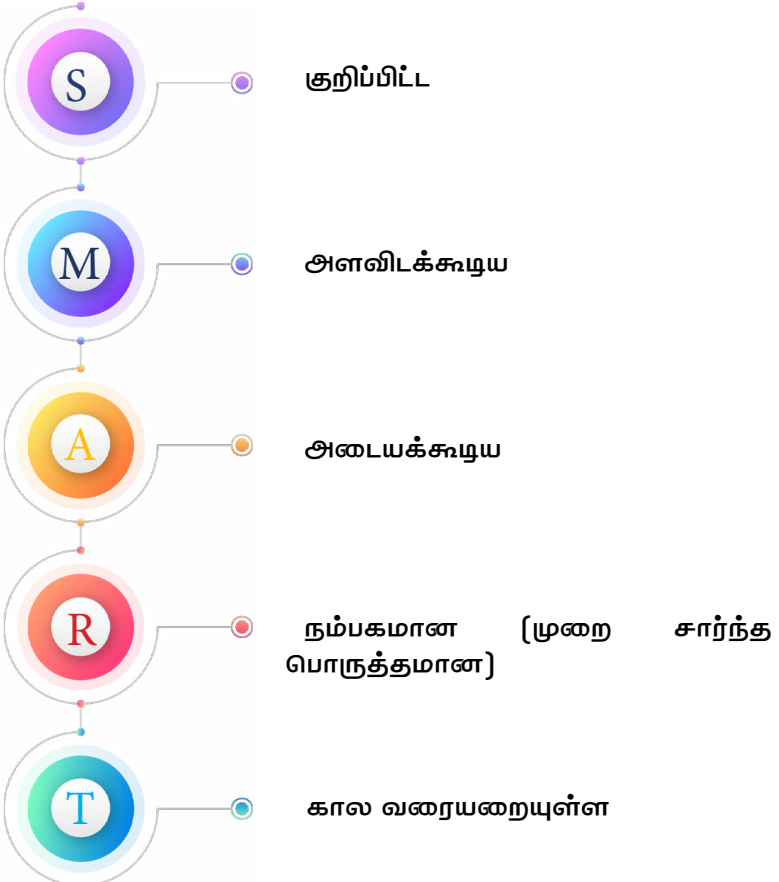 S குறிப்பிட்ட
M அளவிடக்கூடிய
A அடையக்கூடிய
R நம்பகமான (முறை சார்ந்த
பொருத்தமான)
T கால வரையறையுள்ள